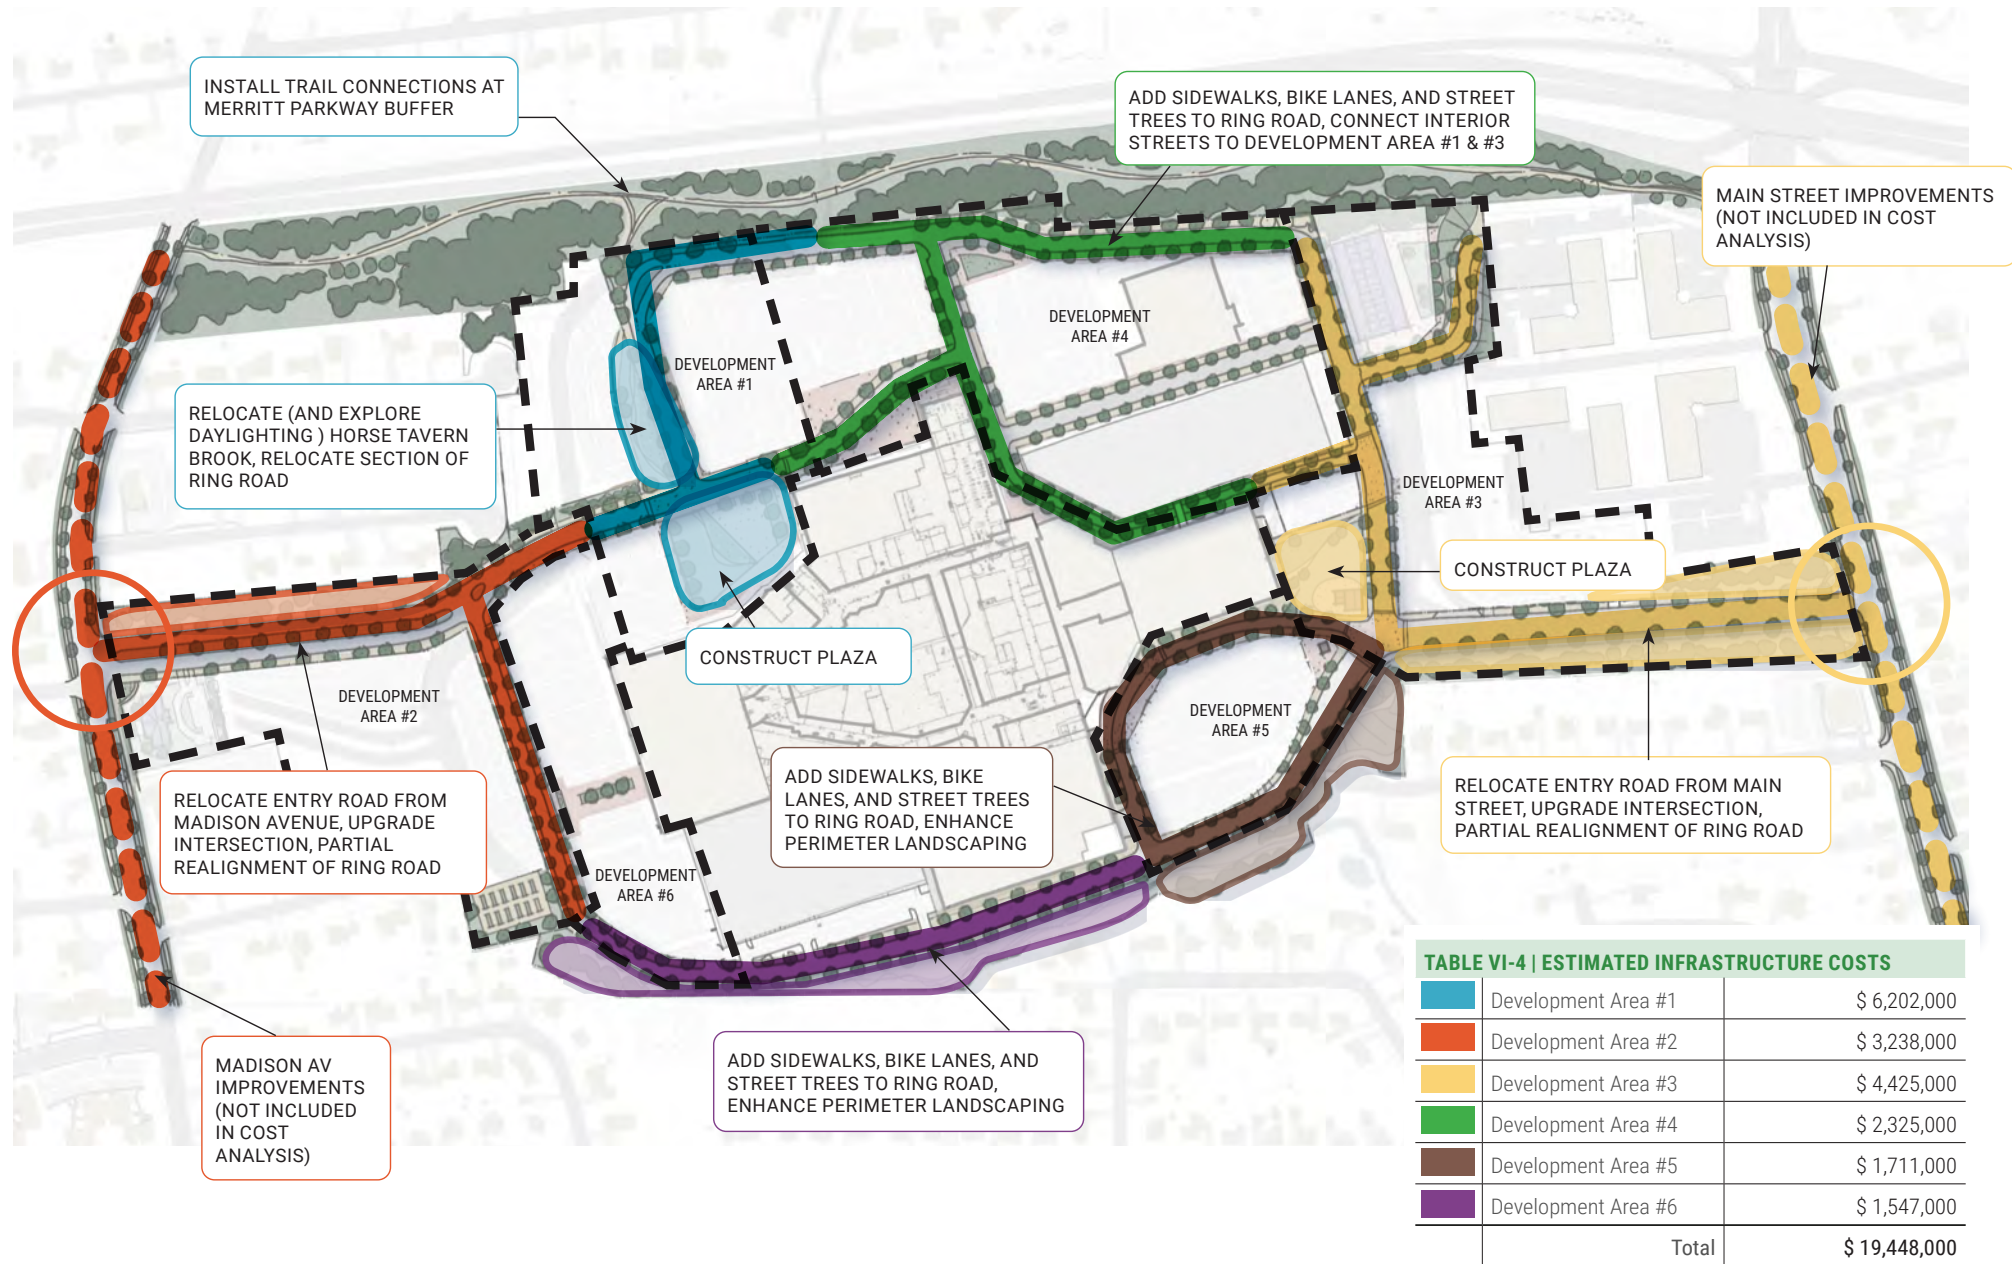 INSTALL TRAIL CONNECTIONS AT
MERRITT PARKWAY BUFFER
ADD SIDEWALKS, BIKE LANES, AND STREET
TREES TO RING ROAD, CONNECT INTERIOR
STREETS TO DEVELOPMENT AREA #1 & #3
MAIN STREET IMPROVEMENTS
(NOT INCLUDED IN COST
ANALYSIS)
DEVELOPMENT
AREA #4
DEVELOPMENT
AREA #1
RELOCATE (AND EXPLORE
DAYLIGHTING ) HORSE TAVERN
BROOK, RELOCATE SECTION OF
RING ROAD
DEVELOPMENT
AREA #3
CONSTRUCT PLAZA
CONSTRUCT PLAZA
DEVELOPMENT
AREA #2
DEVELOPMENT
AREA #5
RELOCATE ENTRY ROAD FROM
MADISON AVENUE, UPGRADE
INTERSECTION, PARTIAL
REALIGNMENT OF RING ROAD
ADD SIDEWALKS, BIKE
LANES, AND STREET TREES
TO RING ROAD, ENHANCE
PERIMETER LANDSCAPING
RELOCATE ENTRY ROAD FROM MAIN
STREET, UPGRADE INTERSECTION,
PARTIAL REALIGNMENT OF RING ROAD
DEVELOPMENT
AREA #6
MADISON AV
IMPROVEMENTS
(NOT INCLUDED
IN COST
ANALYSIS)
ADD SIDEWALKS, BIKE LANES, AND
STREET TREES TO RING ROAD,
ENHANCE PERIMETER LANDSCAPING
TABLE VI-4 | ESTIMATED INFRASTRUCTURE COSTS
Development Area #1 $ 6,202,000
Development Area #2 $ 3,238,000
Development Area #3 $ 4,425,000
Development Area #4 $ 2,325,000
Development Area #5 $ 1,711,000
Development Area #6 $ 1,547,000
Total $ 19,448,000